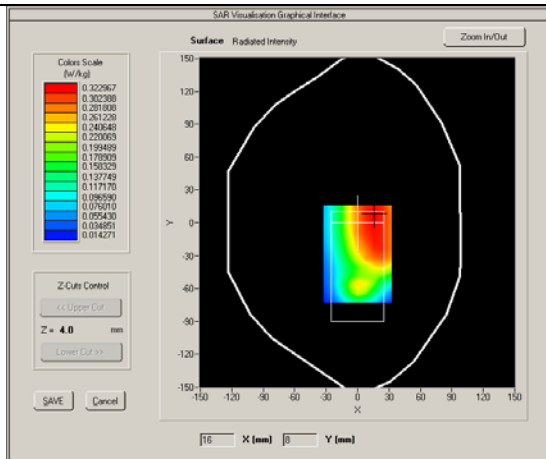 SAR Visualisation Graphical Interface
Surface Radiated Intensity
Zoom In/Out
Colors Scale
(W/kg)
0.322967
0.302388
0.281808
0.261228
0.240648
0.220069
0.199489
0.178909
0.158329
0.137749
0.117170
0.096590
0.076010
0.055430
0.034851
0.014271
Z-Cuts Control
<< Upper Cut
Z = 4.0 mm
Lower Cut >>
SAVE Cancel
150-
120-
90-
60-
30-
0-
-30-
-60-
-90-
-120-
-150-
Y
-150 -120 -90 -60 -30 0 30 60 90 120 150
X
16 X (mm) 8 Y (mm)